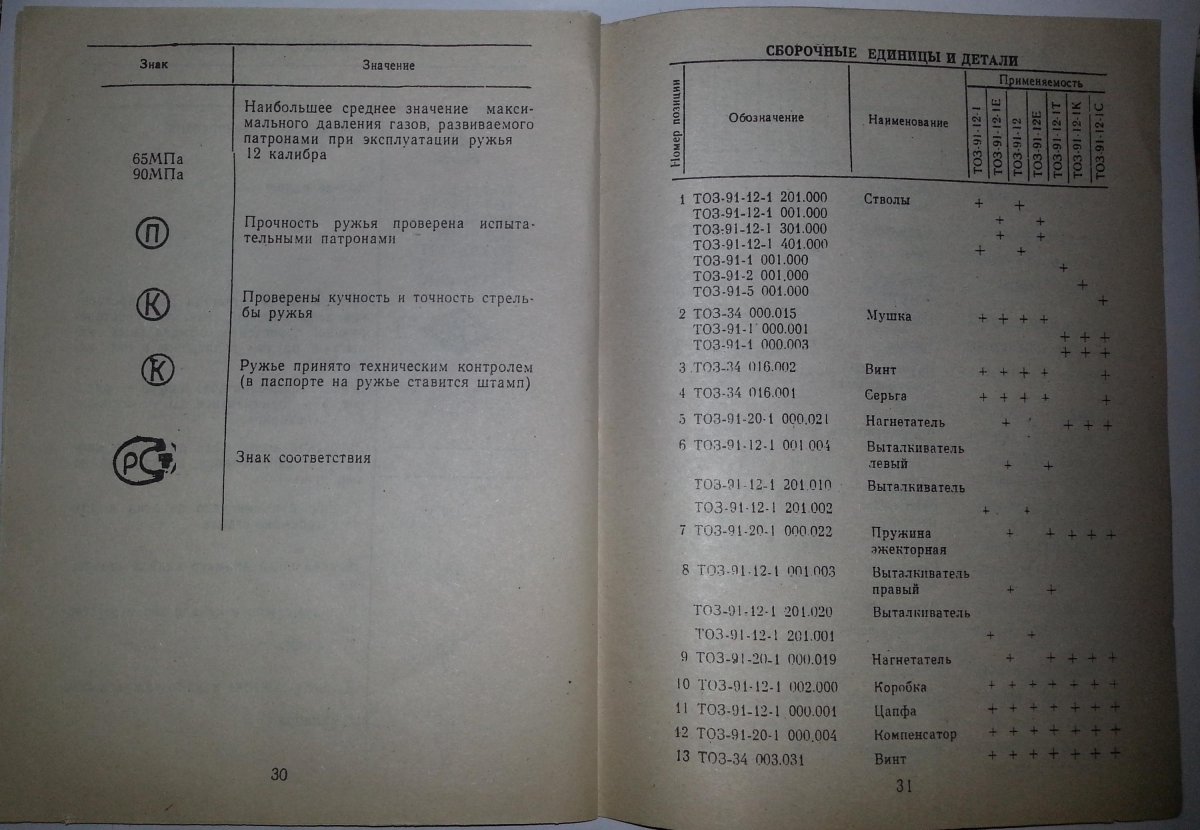 Знак Значение
Наибольшее среднее значение макси-
мального давления газов, развиваемого
патронами при эксплуатации ружья
12 калибра
65МПа
90МПа
П Прочность ружья проверена испыта-
тельными патронами
К Проверены кучность и точность стрель-
бы ружья
К Ружье принято техническим контролем
(в паспорте на ружье ставится штамп)
РС Знак соответствия
30
СБОРОЧНЫЕ ЕДИНИЦЫ И ДЕТАЛИ
Номер позиции Обозначение Наименование Применяемость
ТОЗ-91-12-1 ТОЗ-91-12-1Е ТОЗ-91-12 ТОЗ-91-12Е ТОЗ-91-12-1Т ТОЗ-91-12-1К ТОЗ-91-12-1С
1 ТОЗ-91-12-1 201.000 Стволы + +
ТОЗ-91-12-1 001.000 + +
ТОЗ-91-12-1 301.000 + +
ТОЗ-91-12-1 401.000 + +
ТОЗ-91-1 001.000 +
ТОЗ-91-2 001.000 +
ТОЗ-91-5 001.000 +
2 ТОЗ-34 000.015 Мушка + + + +
ТОЗ-91-1 000.001 + + +
ТОЗ-91-1 000.003 + + +
3 ТОЗ-34 016.002 Винт + + + + +
4 ТОЗ-34 016.001 Серьга + + + + +
5 ТОЗ-91-20-1 000.021 Нагнетатель + + + +
6 ТОЗ-91-12-1 001.004 Выталкиватель
левый + +
ТОЗ-91-12-1 201.010 Выталкиватель
ТОЗ-91-12-1 201.002 + +
7 ТОЗ-91-20-1 000.022 Пружина + + + + +
эжекторная
8 ТОЗ-91-12-1 001.003 Выталкиватель
правый + +
ТОЗ-91-12-1 201.020 Выталкиватель
ТОЗ-91-12-1 201.001 + +
9 ТОЗ-91-20-1 000.019 Нагнетатель + + + + +
10 ТОЗ-91-12-1 002.000 Коробка + + + + + + +
11 ТОЗ-91-12-1 000.001 Цапфа + + + + + + +
12 ТОЗ-91-20-1 000.004 Компенсатор + + + + + + +
13 ТОЗ-34 003.031 Винт + + + + + + +
31